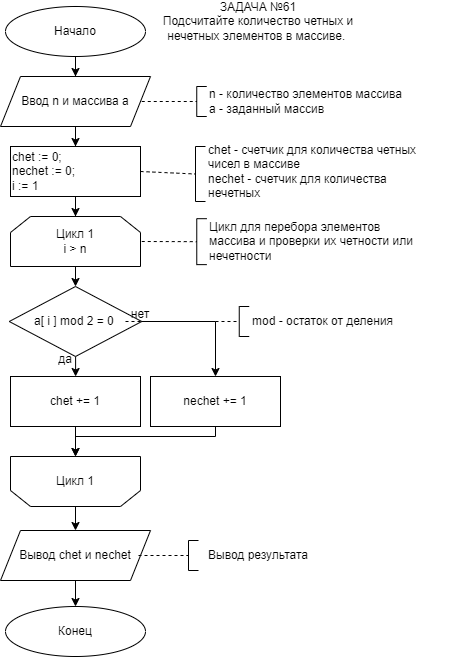 ЗАДАЧА №61
Подсчитайте количество четных и
нечетных элементов в массиве.
Начало
Ввод n и массива a
n - количество элементов массива
a - заданный массив
chet := 0;
nechet := 0;
i := 1
chet - счетчик для количества четных
чисел в массиве
nechet - счетчик для количества
нечетных
Цикл 1
i > n
Цикл для перебора элементов
массива и проверки их четности или
нечетности
a[ i ] mod 2 = 0
нет
mod - остаток от деления
да
chet += 1
nechet += 1
Цикл 1
Вывод chet и nechet
Вывод результата
Конец